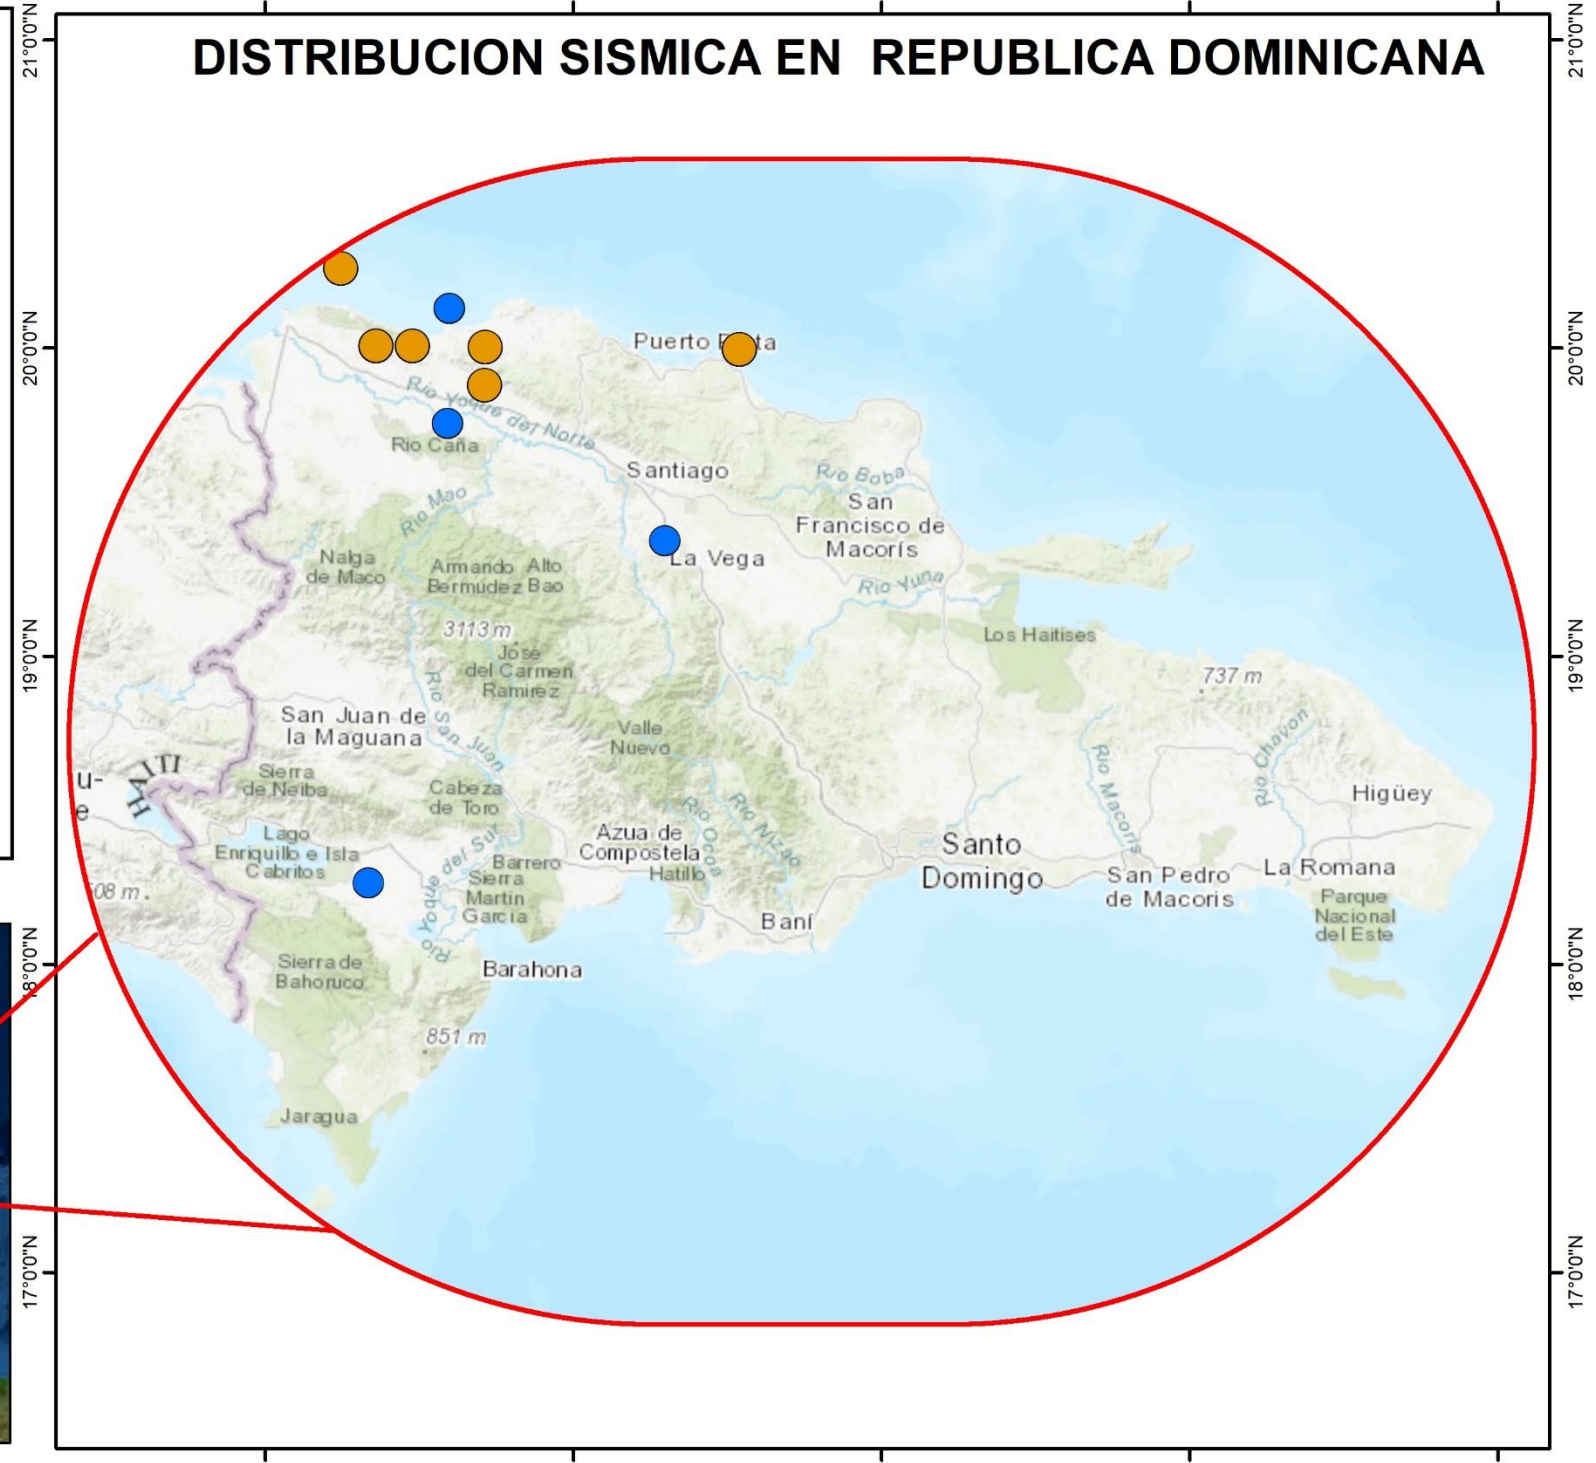 DISTRIBUCION SISMICA EN REPUBLICA DOMINICANA
21°0'0"N
21°0'0"N
20°0'0"N
20°0'0"N
19°0'0"N
19°0'0"N
18°0'0"N
18°0'0"N
17°0'0"N
17°0'0"N
Puerto
Rio Yaque del Norte
Rio Caña
Santiago
Rio Boba
San
Francisco de
Macorís
Rio Mao
Nalga
de Maco
Armando
Bermudez
Alto
Bao
La Vega
Rio Yuna
3113 m
José
del Carmen
Ramirez
Los Haitises
737 m
San Juan de
la Maguana
Rio San Juan
Valle
Nuevo
Rio Chavon
HAITI
Sierra
de Neiba
Cabeza
de Toro
Rio Macoris
Higüey
u-
e
Lago
Enriquillo e Isla
Cabritos
Rio Yaque del Sur
Azua de
Compostela
Hatillo
Rio Ocoa
Rio Nizao
Santo
Domingo
San Pedro
de Macoris
La Romana
Barrero
Sierra
Martin
Garcia
08 m
Baní
Parque
Nacional
del Este
Sierra de
Bahoruco
Barahona
851 m
Jaragua